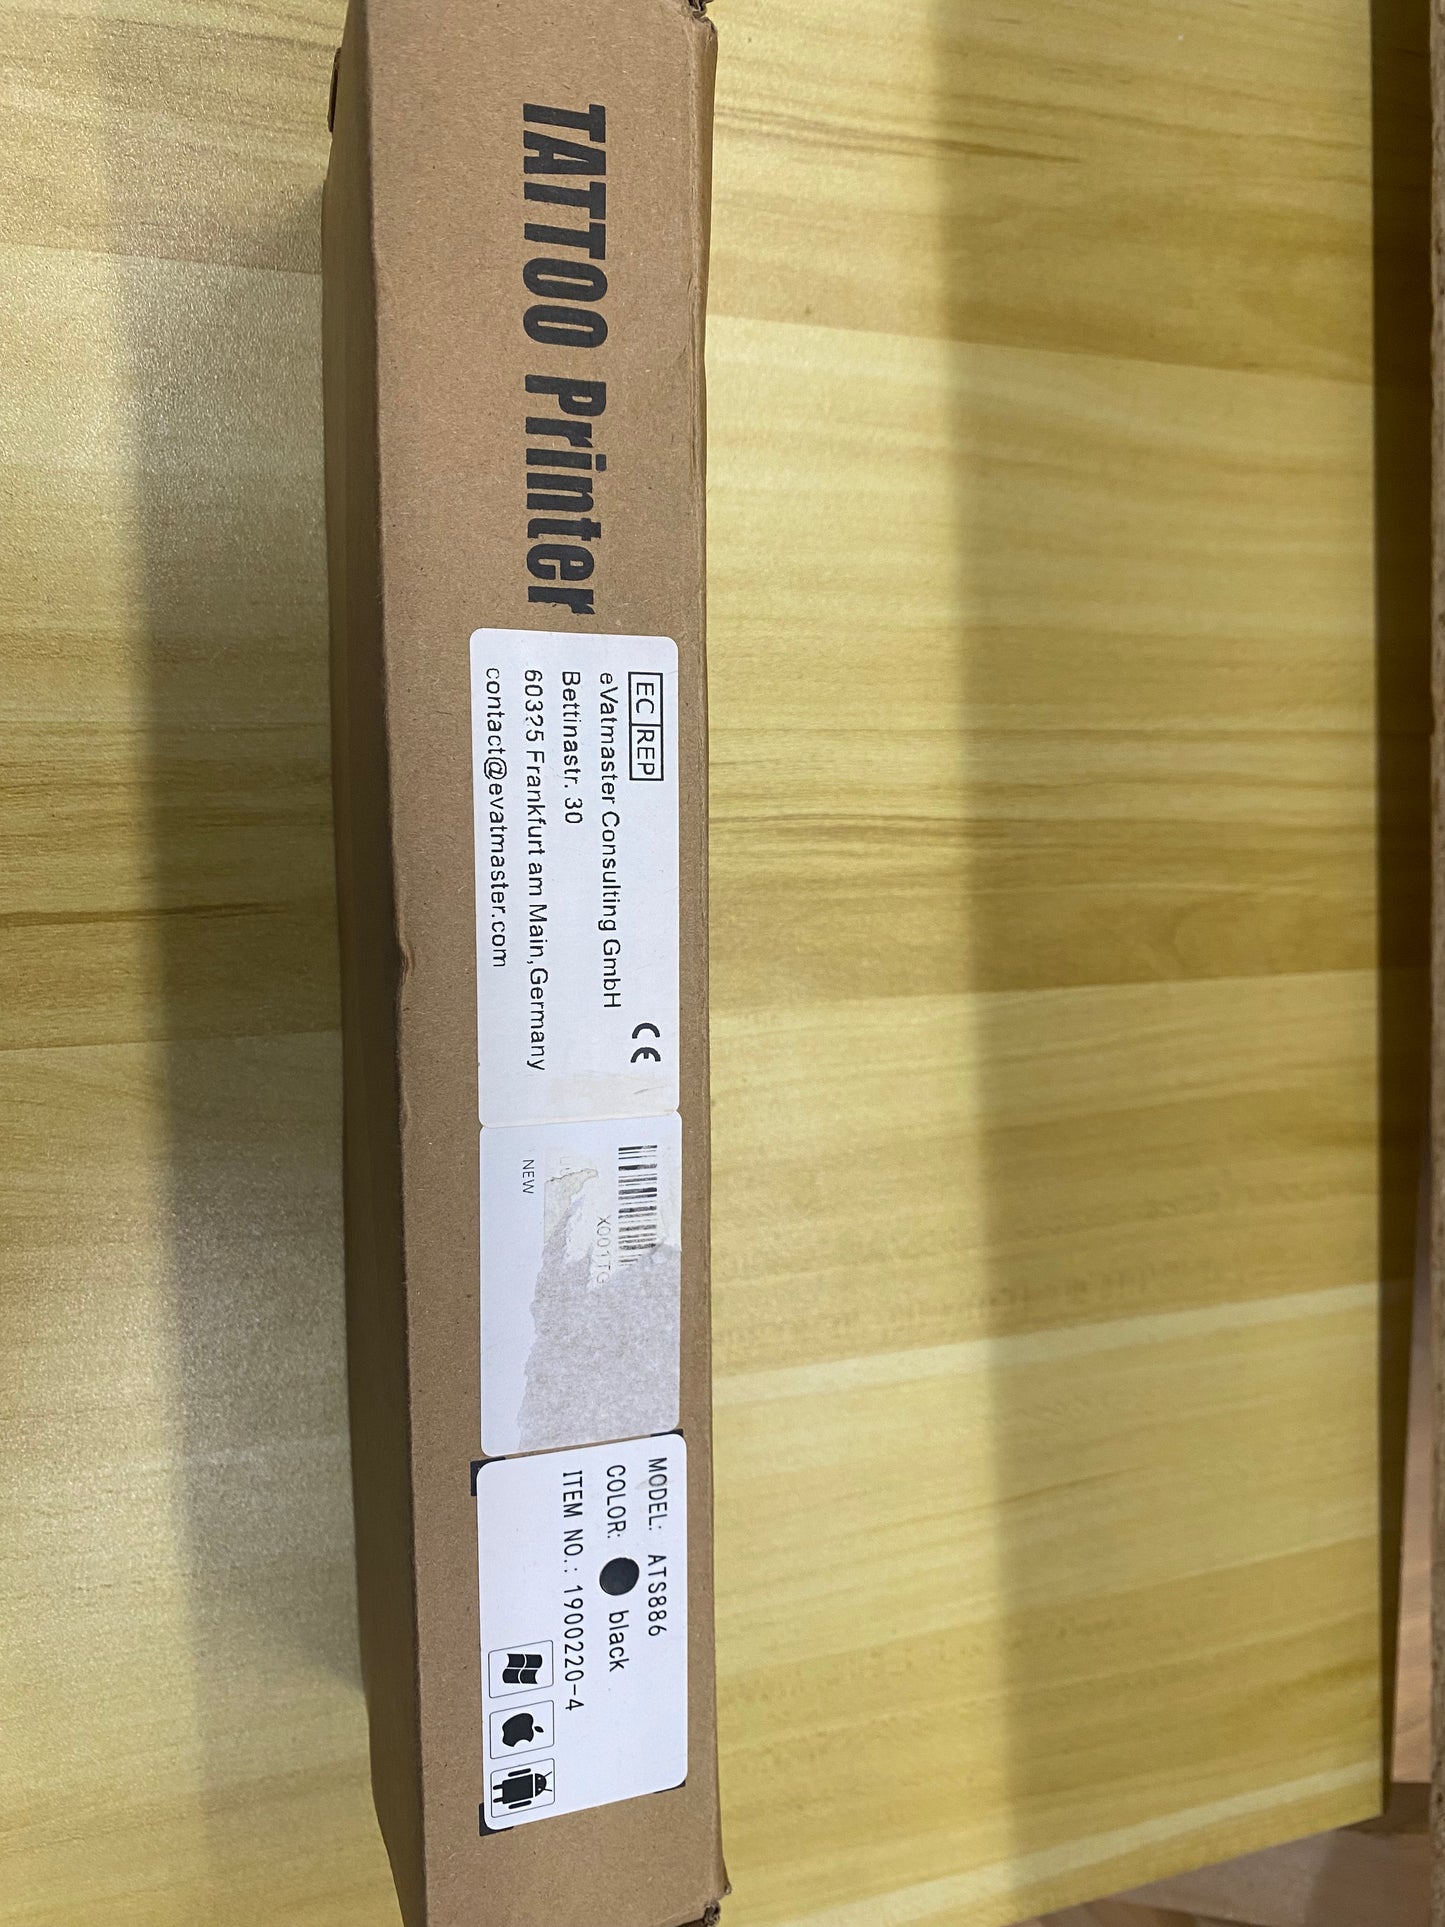 TATTOO Printer
EC REP
eVatmaster Consulting GmbH
Bettinastr. 30
60325 Frankfurt am Main, Germany
contact@evatmaster.com
CE
X001TG
NEW
MODEL: ATS886
COLOR: black
ITEM NO.: 1900220-4